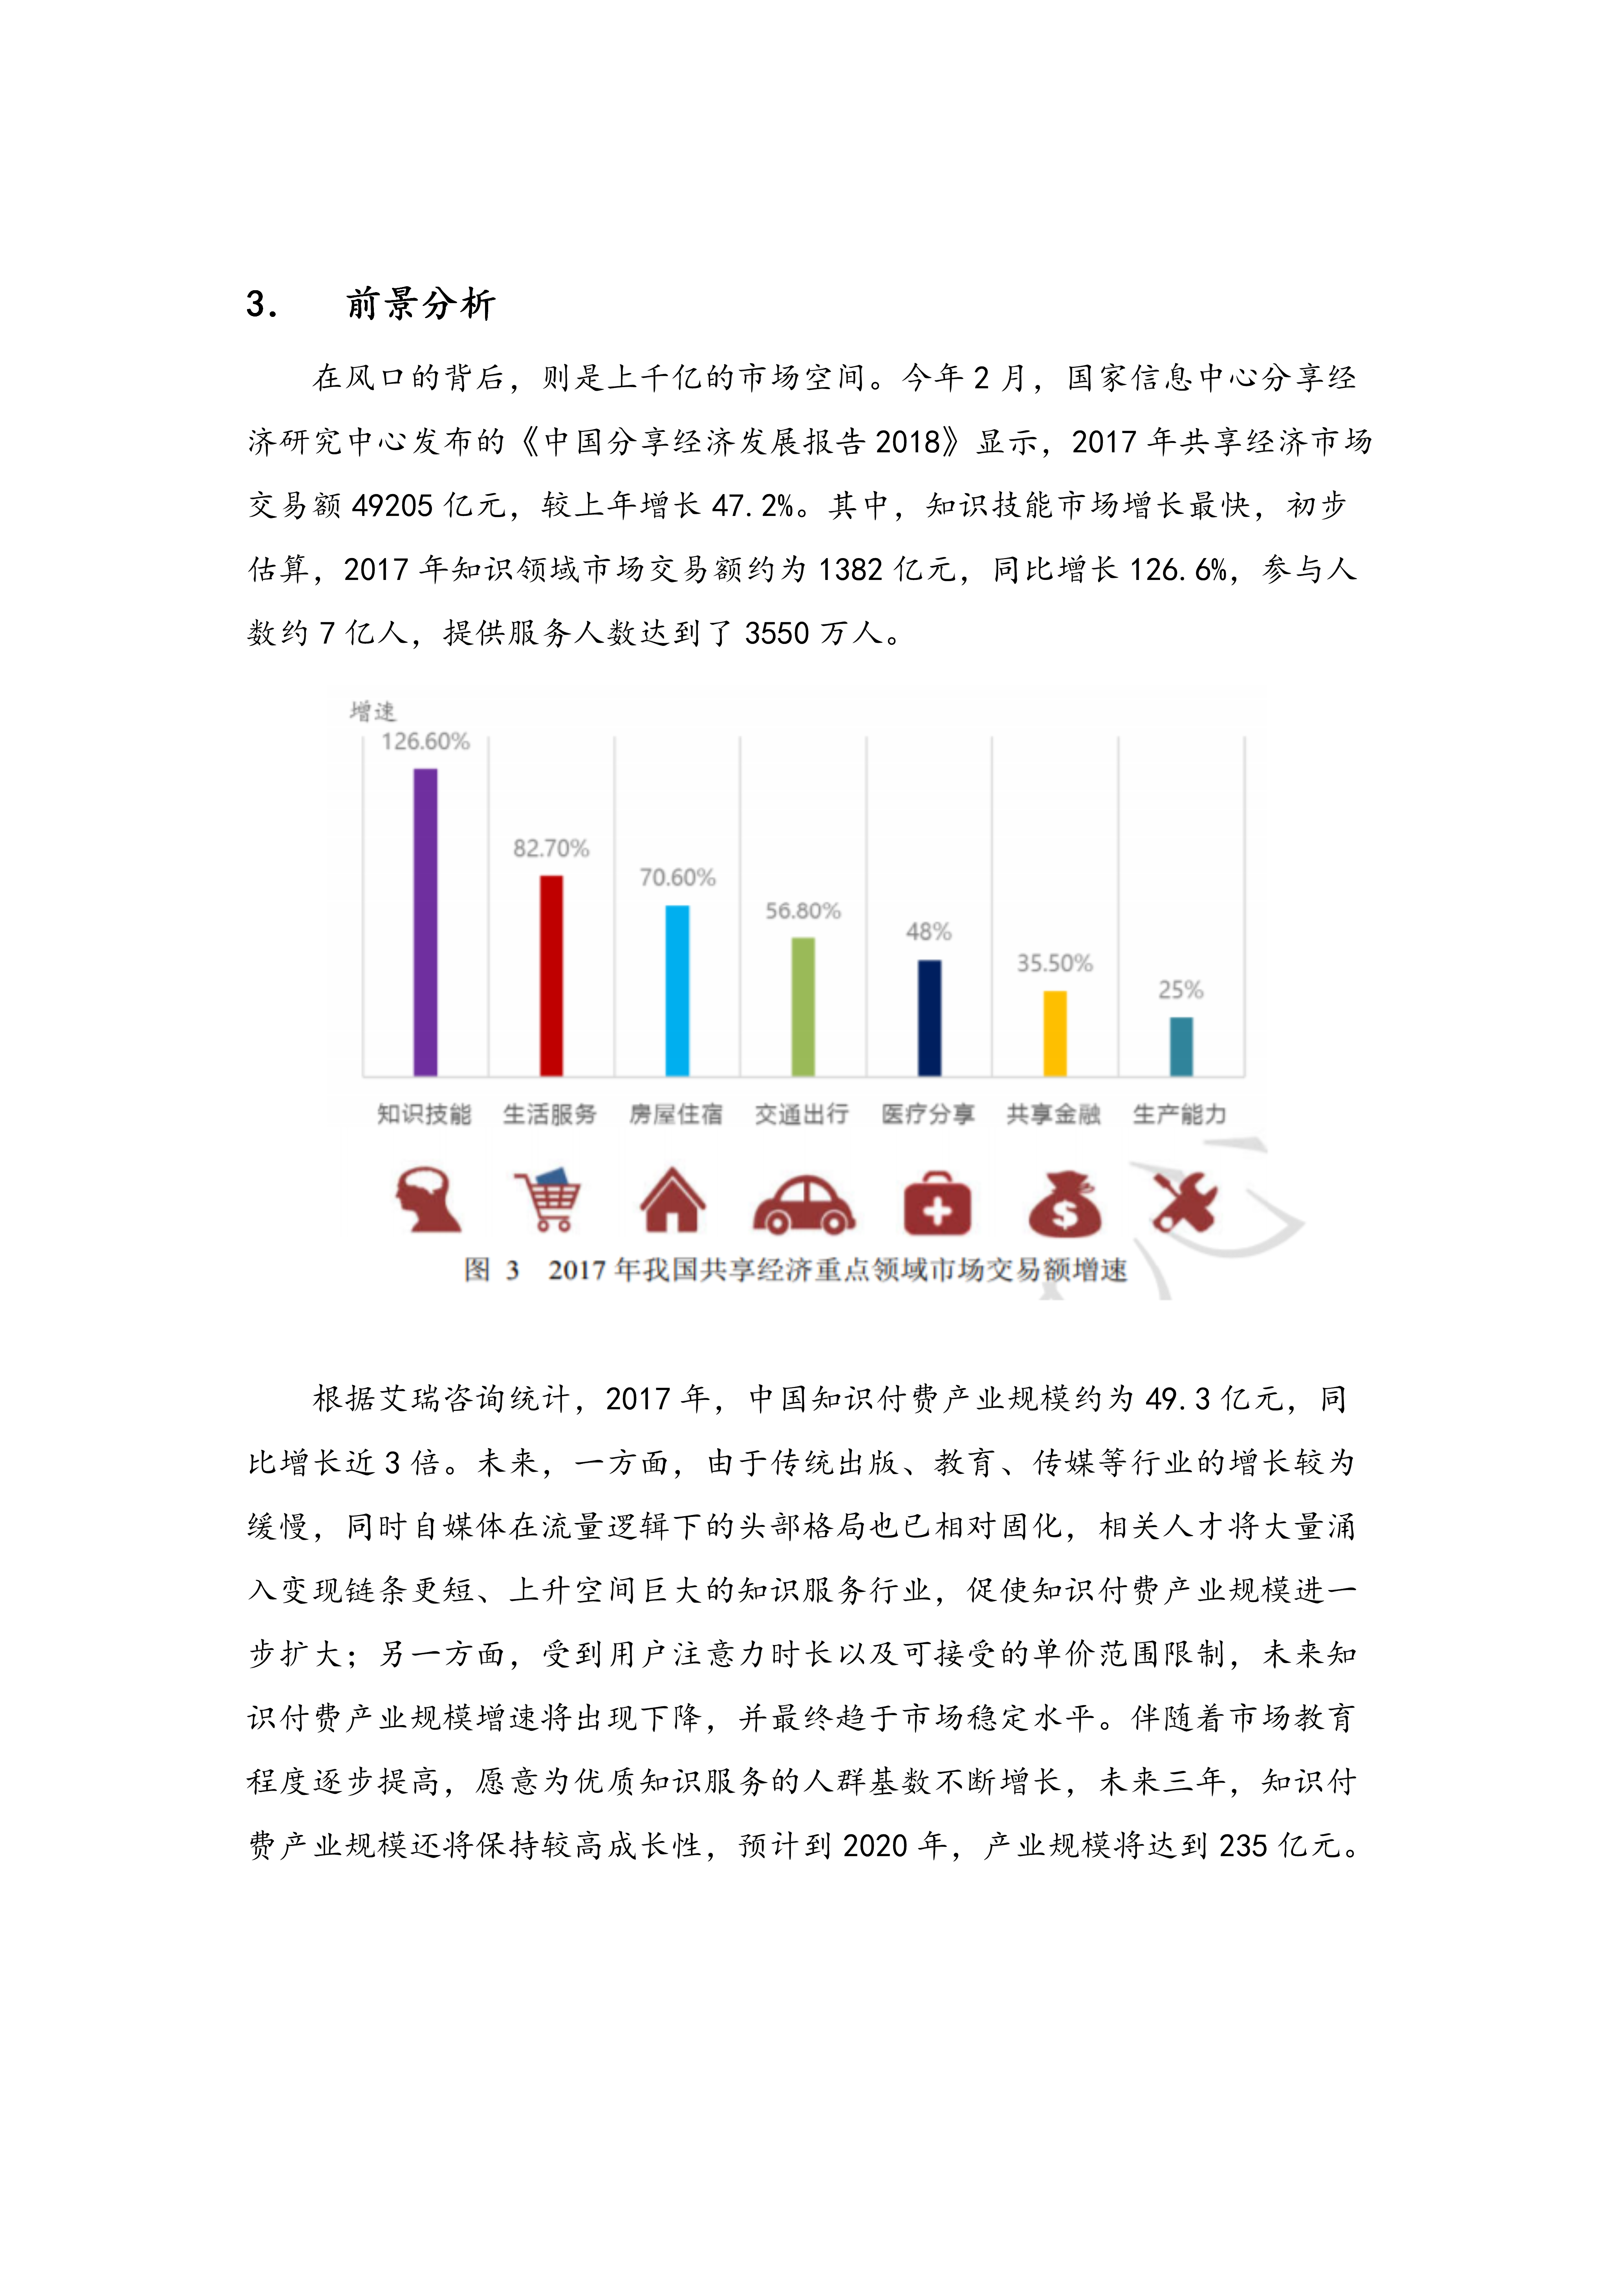 3. 前景分析
在风口的背后，则是上千亿的市场空间。今年 2 月，国家信息中心分享经
济研究中心发布的《中国分享经济发展报告 2018》显示，2017 年共享经济市场
交易额 49205 亿元，较上年增长 47.2%。其中，知识技能市场增长最快，初步
估算，2017 年知识领域市场交易额约为 1382 亿元，同比增长 126.6%，参与人
数约 7 亿人，提供服务人数达到了 3550 万人。
增速
126.60%
82.70%
70.60%
56.80%
48%
35.50%
25%
知识技能 生活服务 房屋住宿 交通出行 医疗分享 共享金融 生产能力
$
图 3 2017 年我国共享经济重点领域市场交易额增速
根据艾瑞咨询统计，2017 年，中国知识付费产业规模约为 49.3 亿元，同
比增长近 3 倍。未来，一方面，由于传统出版、教育、传媒等行业的增长较为
缓慢，同时自媒体在流量逻辑下的头部格局也已相对固化，相关人才将大量涌
入变现链条更短、上升空间巨大的知识服务行业，促使知识付费产业规模进一
步扩大；另一方面，受到用户注意力时长以及可接受的单价范围限制，未来知
识付费产业规模增速将出现下降，并最终趋于市场稳定水平。伴随着市场教育
程度逐步提高，愿意为优质知识服务的人群基数不断增长，未来三年，知识付
费产业规模还将保持较高成长性，预计到 2020 年，产业规模将达到 235 亿元。